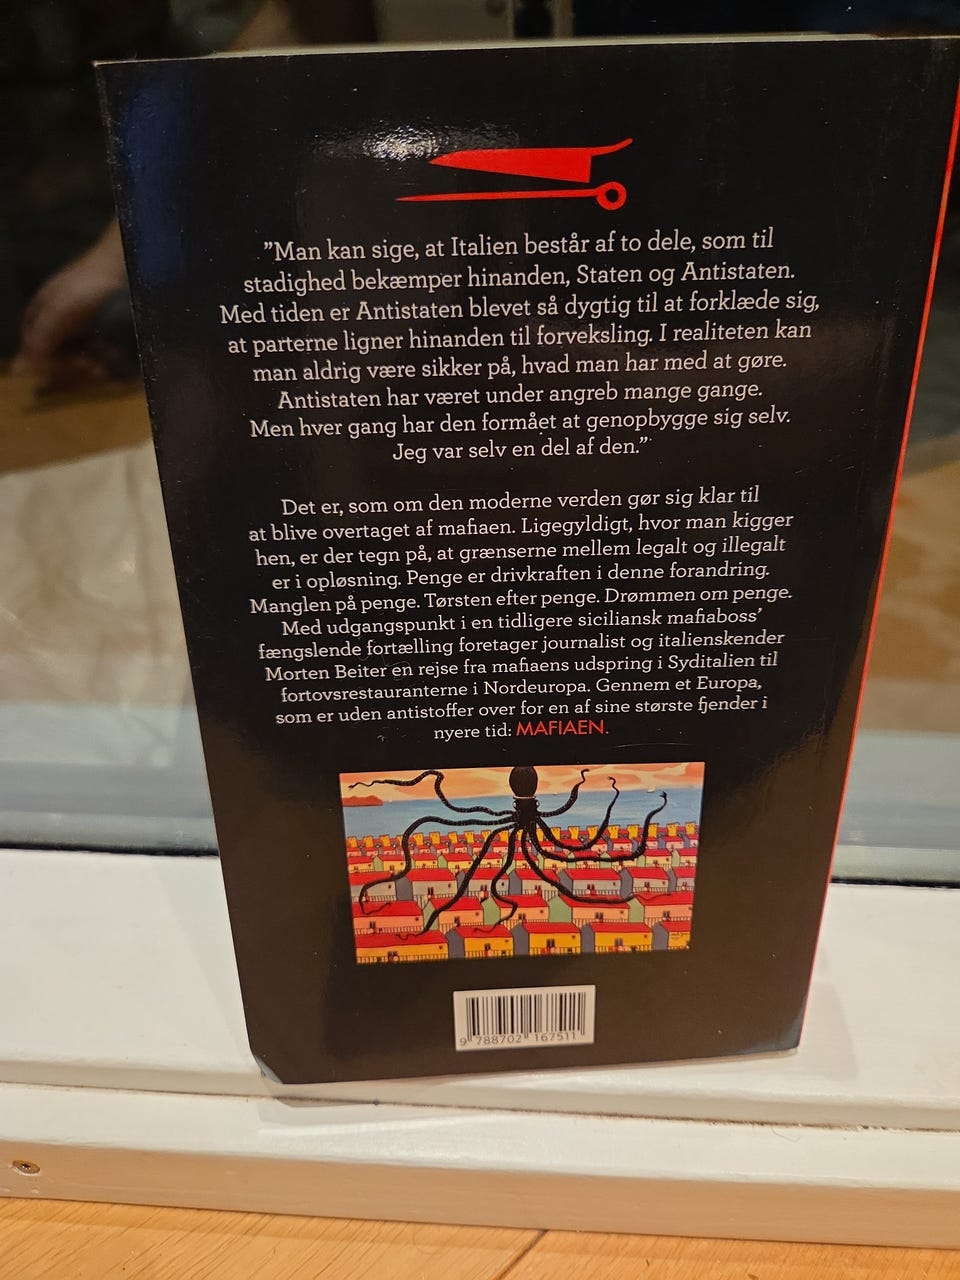 ”Man kan sige, at Italien består af to dele, som til
stadighed bekæmper hinanden, Staten og Antistaten.
Med tiden er Antistaten blevet så dygtig til at forklæde sig,
at parterne ligner hinanden til forveksling. I realiteten kan
man aldrig være sikker på, hvad man har med at gøre.
Antistaten har været under angreb mange gange.
Men hver gang har den formået at genopbygge sig selv.
Jeg var selv en del af den.”
Det er, som om den moderne verden gør sig klar til
at blive overtaget af mafiaen. Ligegyldigt, hvor man kigger
hen, er der tegn på, at grænserne mellem legalt og illegalt
er i opløsning. Penge er drivkraften i denne forandring.
Manglen på penge. Tørsten efter penge. Drømmen om penge.
Med udgangspunkt i en tidligere siciliansk mafiaboss’
fængslende fortælling foretager journalist og italienskender
Morten Beiter en rejse fra mafiaens udspring i Syditalien til
fortovsrestauranterne i Nordeuropa. Gennem et Europa,
som er uden antistoffer over for en af sine største fjender i
nyere tid: MAFIAEN.
9 788702 167511